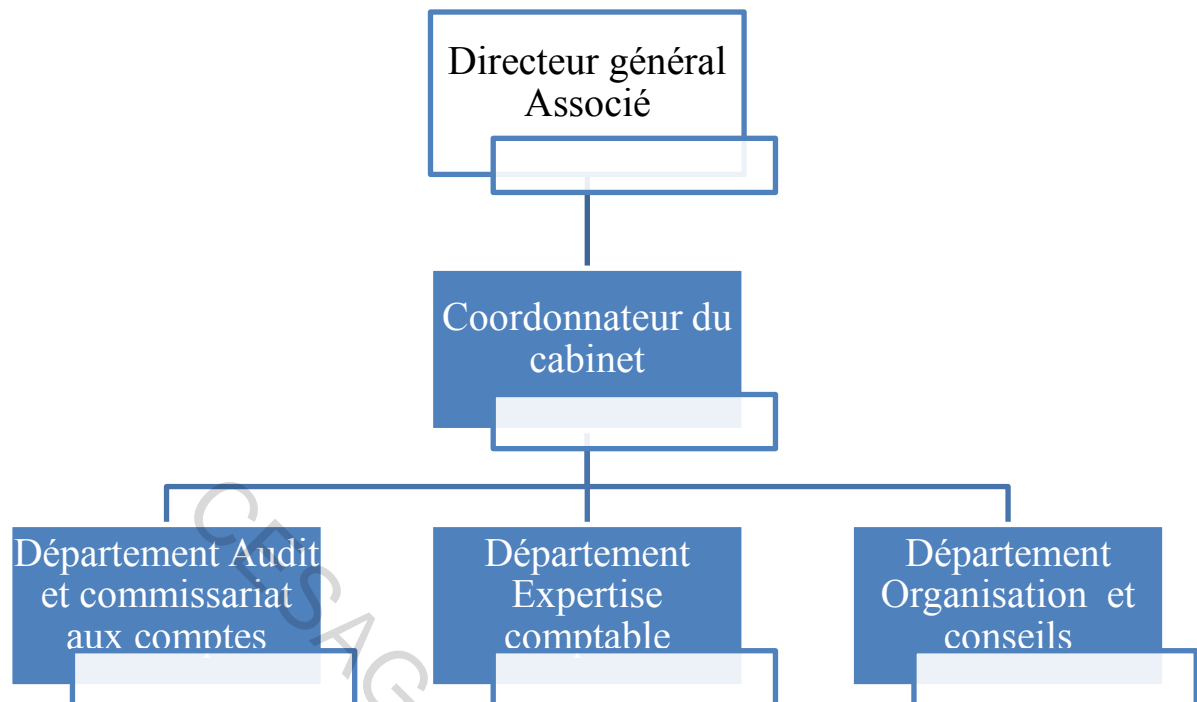 Directeur général
Associé
Coordonnateur du
cabinet
Département Audit
et commissariat
aux comptes
Département
Expertise
comptable
Département
Organisation et
conseils
CESAG